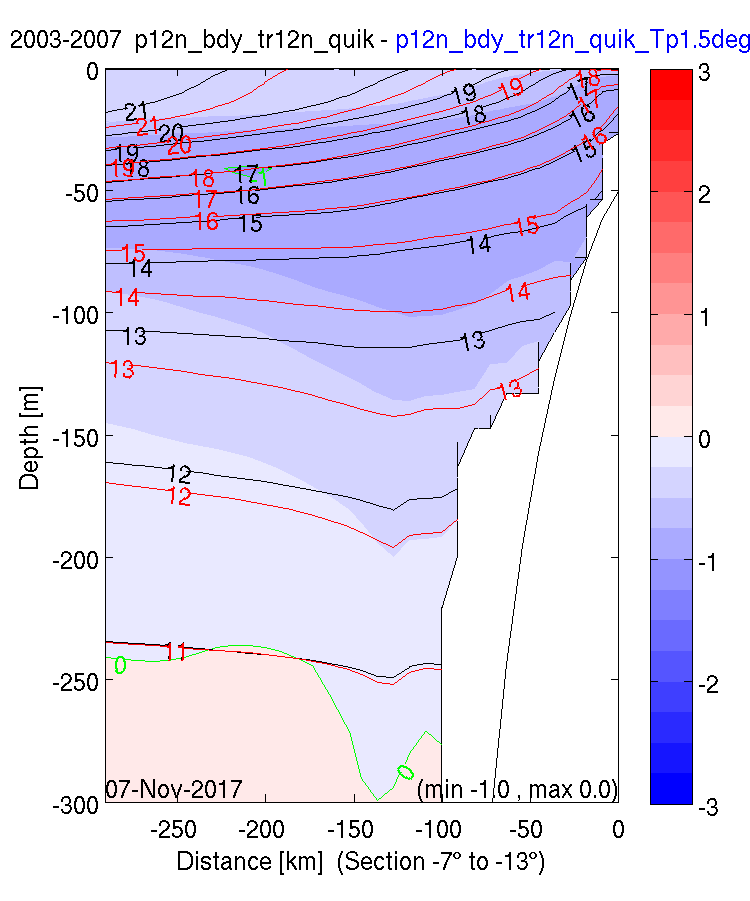 2003-2007 p12n_bdy_tr12n_quik - p12n_bdy_tr12n_quik_Tp1.5deg
0
-50
-100
-150
-200
-250
-300
Depth [m]
-250 -200 -150 -100 -50 0
Distance [km] (Section -7° to -13°)
3
2
1
0
-1
-2
-3
21 21 20 20 19 19 18 18 17 17 16 16 15 15 14 14 13 13 12 12 11
19 19 18 18 17 17 16 16 15 15 14 14 13 13
0 0
-1
07-Nov-2017 (min -1.0 , max 0.0)